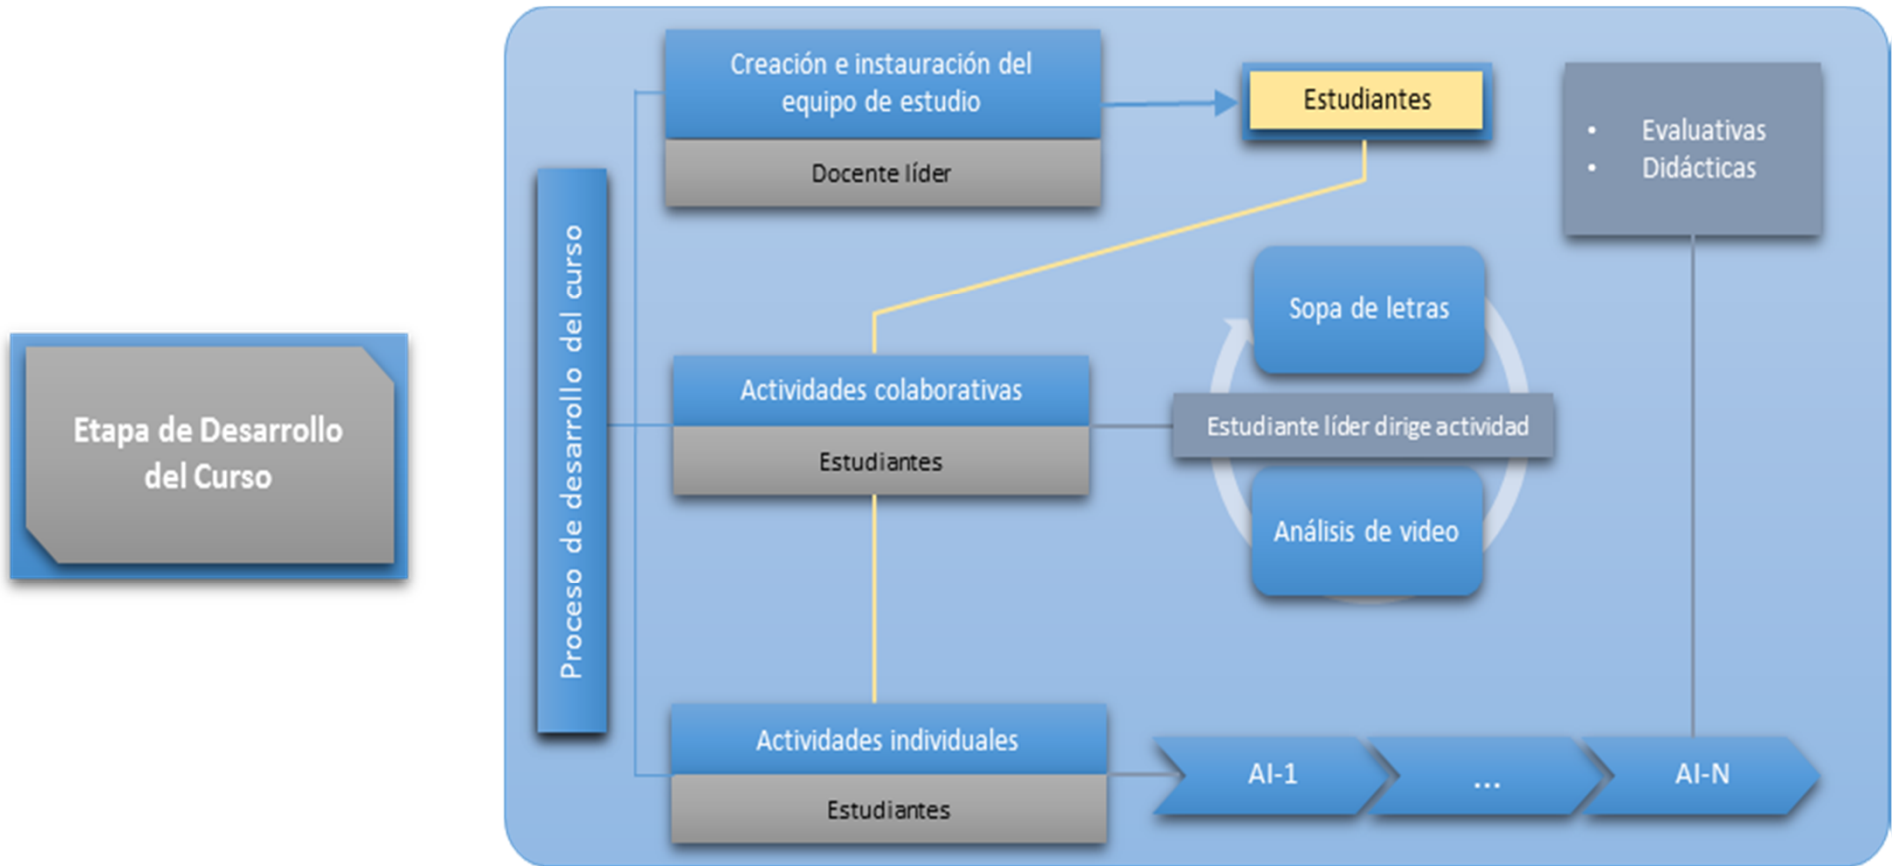 Etapa de Desarrollo
del Curso
Proceso de desarrollo del curso
Creación e instauración del
equipo de estudio
Docente líder
Estudiantes
• Evaluativas
• Didácticas
Actividades colaborativas
Estudiantes
Sopa de letras
Estudiante líder dirige actividad
Análisis de video
Actividades individuales
Estudiantes
AI-1
...
AI-N